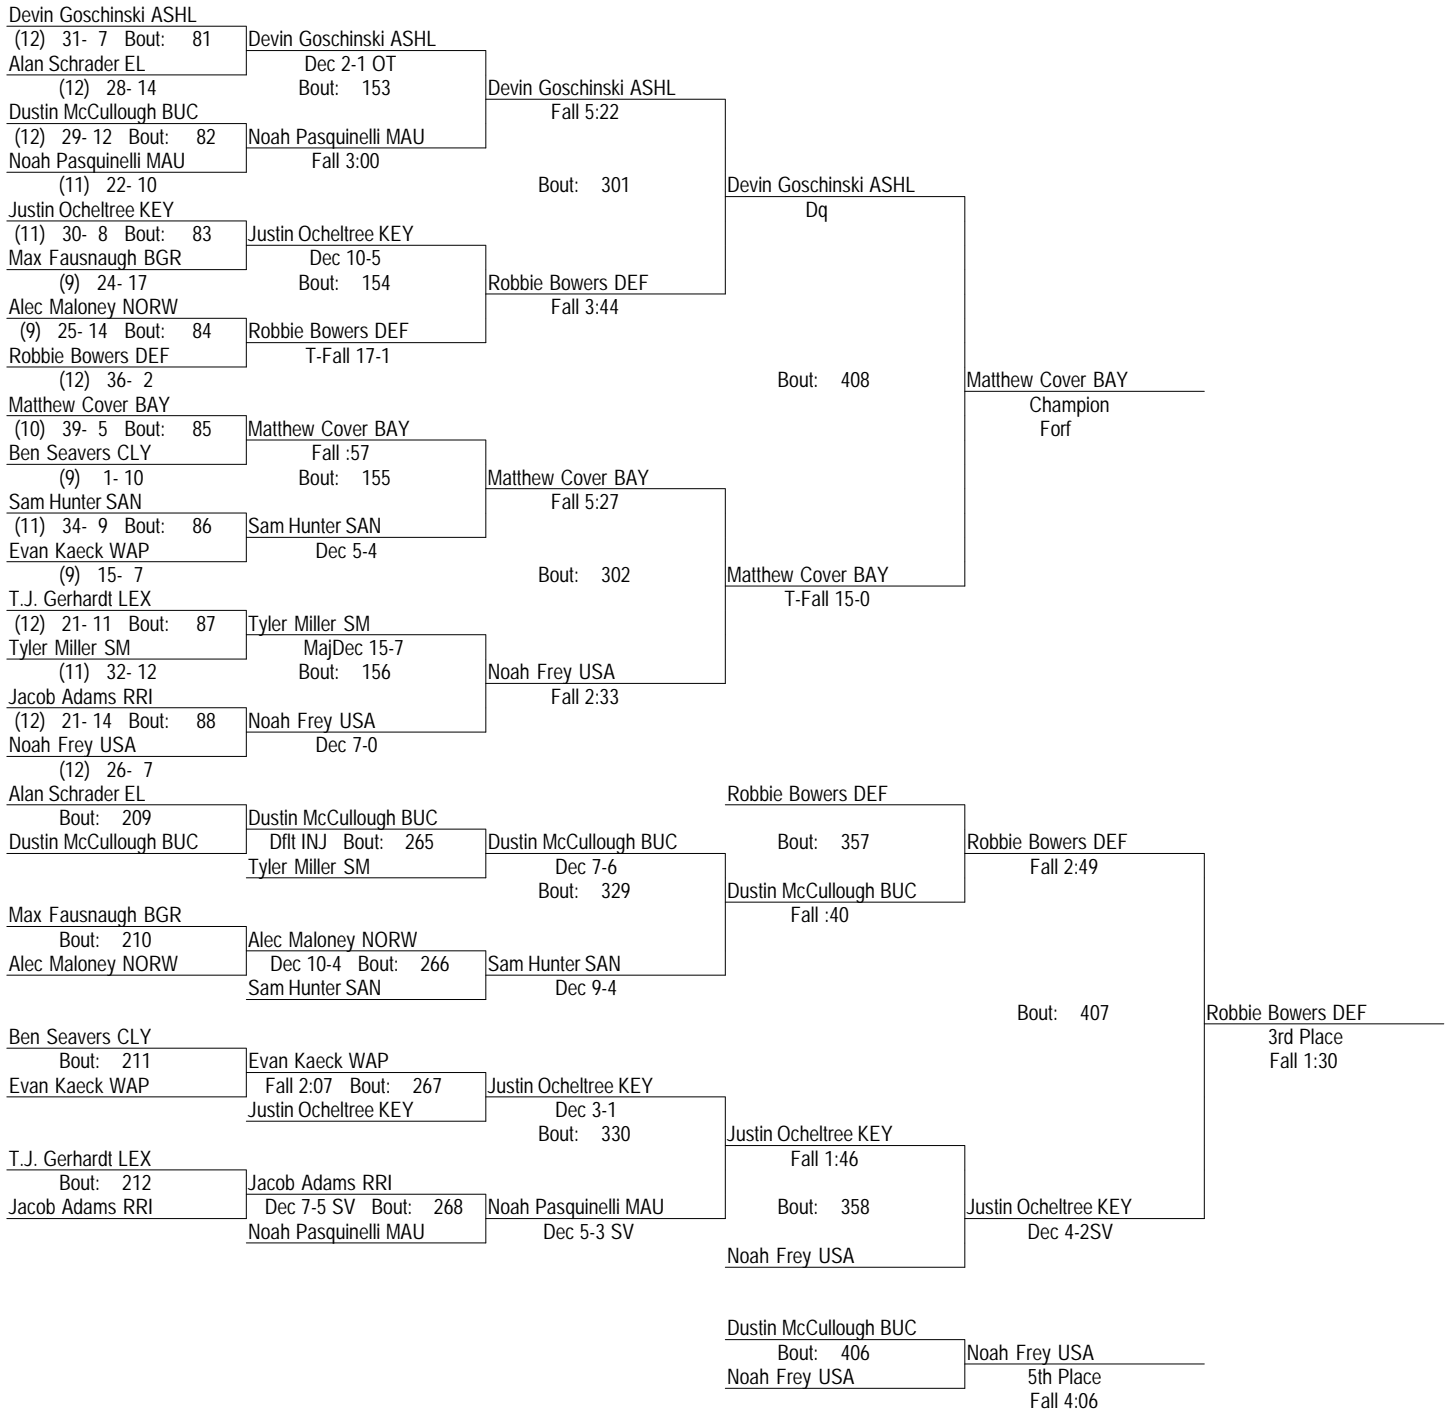 Devin Goschinski ASHL
(12) 31- 7 Bout: 81 Devin Goschinski ASHL
Alan Schrader EL Dec 2-1 OT
(12) 28- 14 Bout: 153 Devin Goschinski ASHL
Dustin McCullough BUC Fall 5:22
(12) 29- 12 Bout: 82 Noah Pasquinelli MAU
Noah Pasquinelli MAU Fall 3:00
(11) 22- 10 Bout: 301 Devin Goschinski ASHL
Justin Ocheltree KEY Dq
(11) 30- 8 Bout: 83 Justin Ocheltree KEY
Max Fausnaugh BGR Dec 10-5
(9) 24- 17 Bout: 154 Robbie Bowers DEF
Alec Maloney NORW Fall 3:44
(9) 25- 14 Bout: 84 Robbie Bowers DEF
Robbie Bowers DEF T-Fall 17-1
(12) 36- 2 Bout: 408 Matthew Cover BAY
Matthew Cover BAY Champion
(10) 39- 5 Bout: 85 Matthew Cover BAY Forf
Ben Seavers CLY Fall :57
(9) 1- 10 Bout: 155 Matthew Cover BAY
Sam Hunter SAN Fall 5:27
(11) 34- 9 Bout: 86 Sam Hunter SAN
Evan Kaeck WAP Dec 5-4
(9) 15- 7 Bout: 302 Matthew Cover BAY
T.J. Gerhardt LEX T-Fall 15-0
(12) 21- 11 Bout: 87 Tyler Miller SM
Tyler Miller SM MajDec 15-7
(11) 32- 12 Bout: 156 Noah Frey USA
Jacob Adams RRI Fall 2:33
(12) 21- 14 Bout: 88 Noah Frey USA
Noah Frey USA Dec 7-0
(12) 26- 7
Alan Schrader EL Robbie Bowers DEF
Bout: 209 Dustin McCullough BUC
Dustin McCullough BUC Dflt INJ Bout: 265 Dustin McCullough BUC Bout: 357 Robbie Bowers DEF
Tyler Miller SM Dec 7-6 Fall 2:49
Bout: 329 Dustin McCullough BUC
Max Fausnaugh BGR Fall :40
Bout: 210 Alec Maloney NORW
Alec Maloney NORW Dec 10-4 Bout: 266 Sam Hunter SAN
Sam Hunter SAN Dec 9-4
Bout: 407 Robbie Bowers DEF
Ben Seavers CLY 3rd Place
Bout: 211 Evan Kaeck WAP Fall 1:30
Evan Kaeck WAP Fall 2:07 Bout: 267 Justin Ocheltree KEY
Justin Ocheltree KEY Dec 3-1
Bout: 330 Justin Ocheltree KEY
T.J. Gerhardt LEX Fall 1:46
Bout: 212 Jacob Adams RRI
Jacob Adams RRI Dec 7-5 SV Bout: 268 Noah Pasquinelli MAU Bout: 358 Justin Ocheltree KEY
Noah Pasquinelli MAU Dec 5-3 SV Dec 4-2SV
Noah Frey USA
Dustin McCullough BUC
Bout: 406 Noah Frey USA
Noah Frey USA 5th Place
Fall 4:06